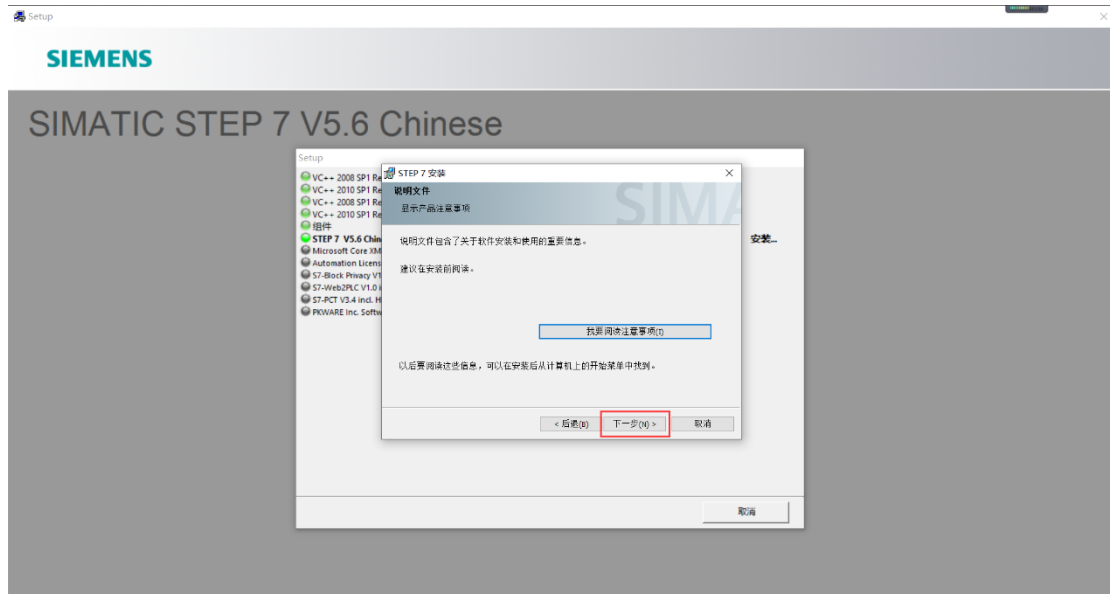 Setup
SIEMENS
SIMATIC STEP 7 V5.6 Chinese
Setup
VC++ 2008 SP1 Re
VC++ 2010 SP1 Re
VC++ 2008 SP1 Re
VC++ 2010 SP1 Re
组件
STEP 7 V5.6 Chin
Microsoft Core XM
Automation Licens
S7-Block Privacy V1
S7-Web2PLC V1.0 i
S7-PCT V3.4 incl. H
PKWARE Inc. Softw
安装...
STEP 7 安装
说明文件
显示产品注意事项
SIMA
说明文件包含了关于软件安装和使用的重要信息。
建议在安装前阅读。
我要阅读注意事项(I)
以后要阅读这些信息，可以在安装后从计算机上的开始菜单中找到。
< 后退(B) 下一步(N) > 取消
取消